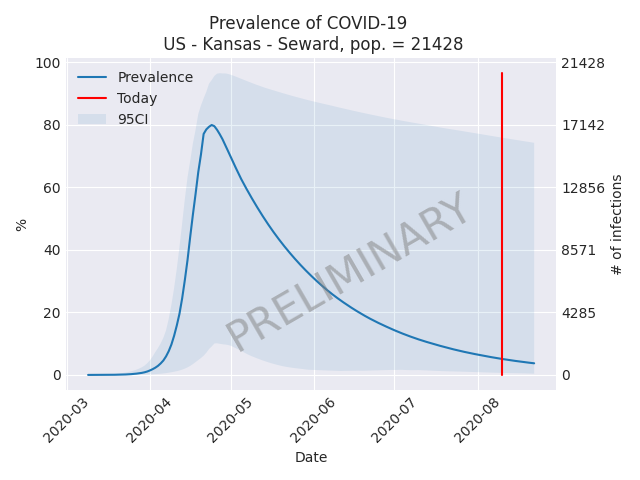 Prevalence of COVID-19
US - Kansas - Seward, pop. = 21428
100
80
60
40
20
0
%
21428
17142
12856
8571
4285
0
# of infections
Prevalence
Today
95CI
PRELIMINARY
2020-03
2020-04
2020-05
2020-06
2020-07
2020-08
Date